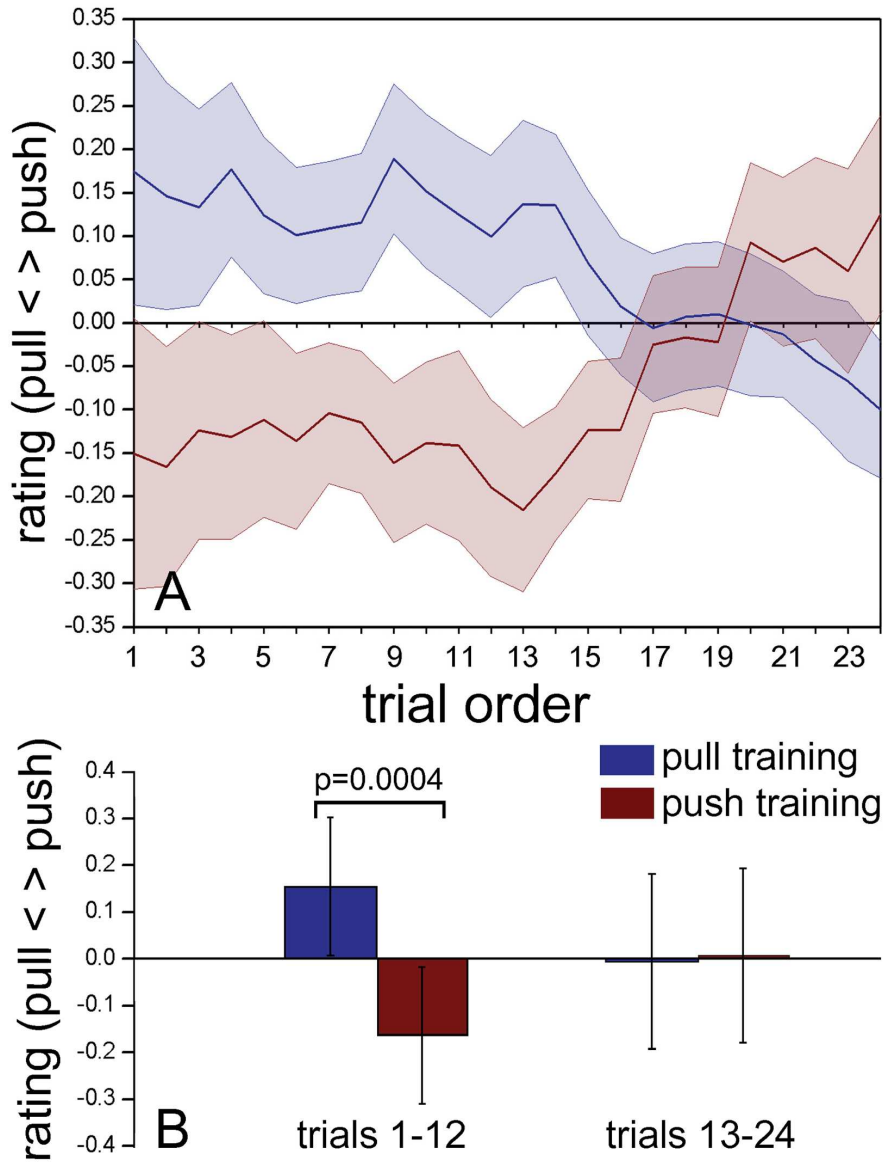 rating (pull < > push)
0.35
0.30
0.25
0.20
0.15
0.10
0.05
0.00
-0.05
-0.10
-0.15
-0.20
-0.25
-0.30
-0.35
A
1 3 5 7 9 11 13 15 17 19 21 23
trial order
pull training
push training
rating (pull < > push)
0.4
0.3
0.2
0.1
0.0
-0.1
-0.2
-0.3
-0.4
p=0.0004
B
trials 1-12 trials 13-24